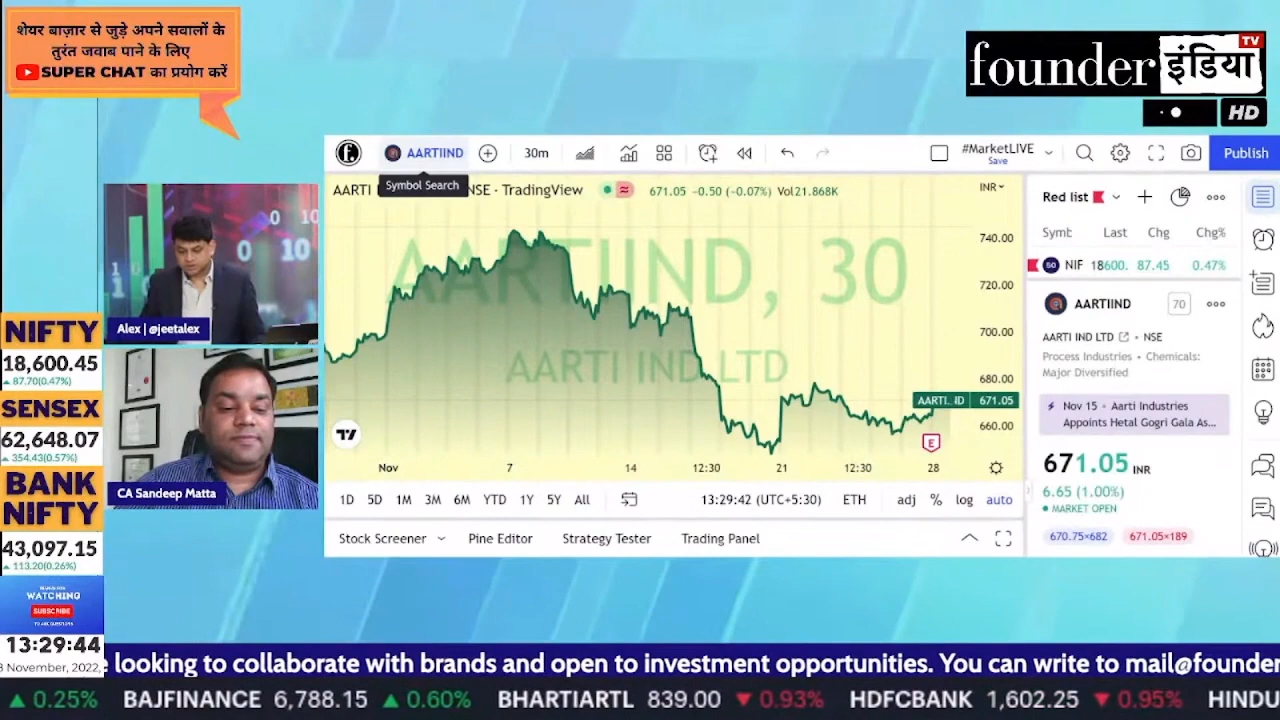 शेयर बाज़ार से जुड़े अपने सवालों के
तुरंत जवाब पाने के लिए
SUPER CHAT का प्रयोग करें
founder इंडिया TV
HD
AARTIIND
30m
#MarketLIVE
Save
Publish
Symbol Search
AARTI
NSE · TradingView
671.05 -0.50 (-0.07%) Vol21.868K
INR
AARTIIND, 30
AARTI IND LTD
740.00
720.00
700.00
680.00
AARTI. ID 671.05
660.00
E
Nov 7 14 12:30 21 12:30 28
1D 5D 1M 3M 6M YTD 1Y 5Y All
13:29:42 (UTC+5:30) ETH adj % log auto
Stock Screener Pine Editor Strategy Tester Trading Panel
Red list
Symb Last Chg Chg%
50 NIF 18600. 87.45 0.47%
AARTIIND 70
AARTI IND LTD • NSE
Process Industries • Chemicals:
Major Diversified
Nov 15 • Aarti Industries
Appoints Hetal Gogri Gala As...
671.05 INR
6.65 (1.00%)
MARKET OPEN
670.75×682 671.05×189
0 10
0 10
Alex | @jeetalex
CA Sandeep Matta
NIFTY
18,600.45
87.70(0.47%)
SENSEX
62,648.07
354.43(0.57%)
BANK
NIFTY
43,097.15
113.20(0.26%)
WATCHING
SUBSCRIBE
13:29:44
8 November, 2022,
e looking to collaborate with brands and open to investment opportunities. You can write to mail@founder
0.25% BAJFINANCE 6,788.15 0.60% BHARTIARTL 839.00 0.93% HDFCBANK 1,602.25 0.95% HINDU